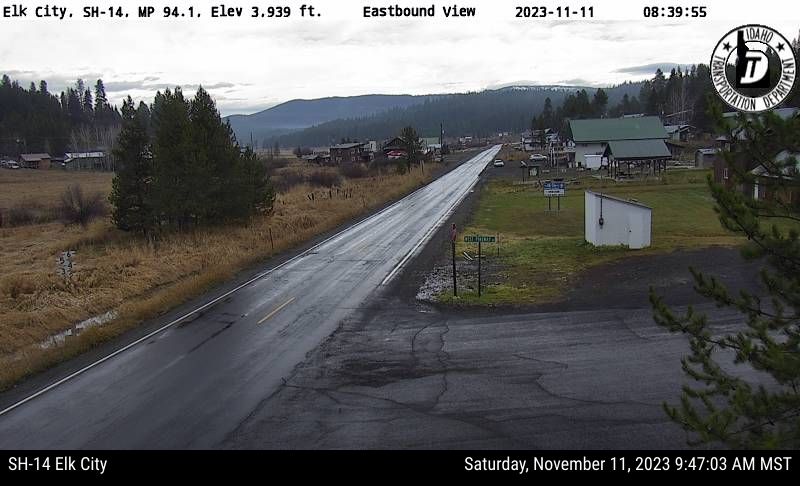 Elk City, SH-14, MP 94.1, Elev 3,939 ft. Eastbound View 2023-11-11 08:39:55
IDAHO
TRANSPORTATION DEPARTMENT
SH-14 Elk City Saturday, November 11, 2023 9:47:03 AM MST